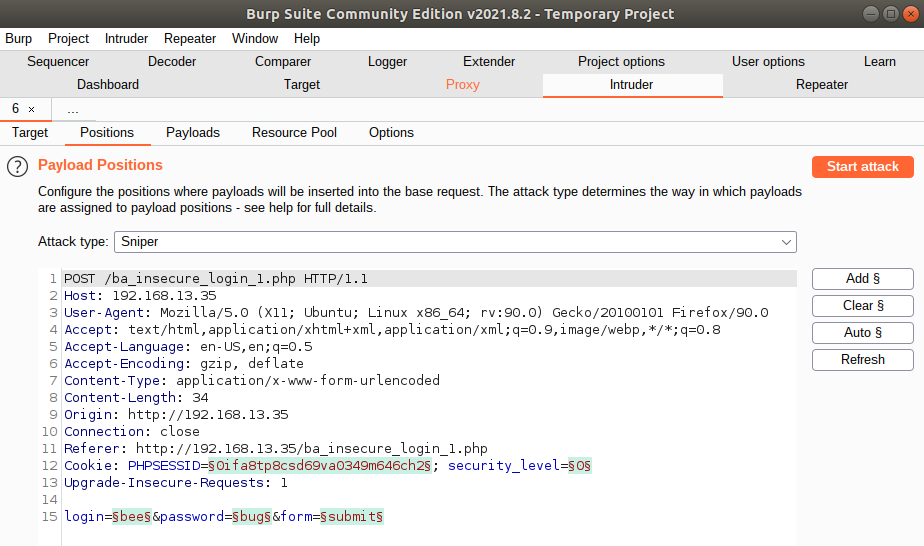 Burp Suite Community Edition v2021.8.2 - Temporary Project
Burp Project Intruder Repeater Window Help
Sequencer Decoder Comparer Logger Extender Project options User options Learn
Dashboard Target Proxy Intruder Repeater
6 × ...
Target Positions Payloads Resource Pool Options
? Payload Positions
Start attack
Configure the positions where payloads will be inserted into the base request. The attack type determines the way in which payloads
are assigned to payload positions - see help for full details.
Attack type: Sniper
1 POST /ba_insecure_login_1.php HTTP/1.1
2 Host: 192.168.13.35
3 User-Agent: Mozilla/5.0 (X11; Ubuntu; Linux x86_64; rv:90.0) Gecko/20100101 Firefox/90.0
4 Accept: text/html,application/xhtml+xml,application/xml;q=0.9,image/webp,*/*;q=0.8
5 Accept-Language: en-US,en;q=0.5
6 Accept-Encoding: gzip, deflate
7 Content-Type: application/x-www-form-urlencoded
8 Content-Length: 34
9 Origin: http://192.168.13.35
10 Connection: close
11 Referer: http://192.168.13.35/ba_insecure_login_1.php
12 Cookie: PHPSESSID=§0ifa8tp8csd69va0349m646ch2§; security_level=§0§
13 Upgrade-Insecure-Requests: 1
14
15 login=§bee§&password=§bug§&form=§submit§
Add §
Clear §
Auto §
Refresh